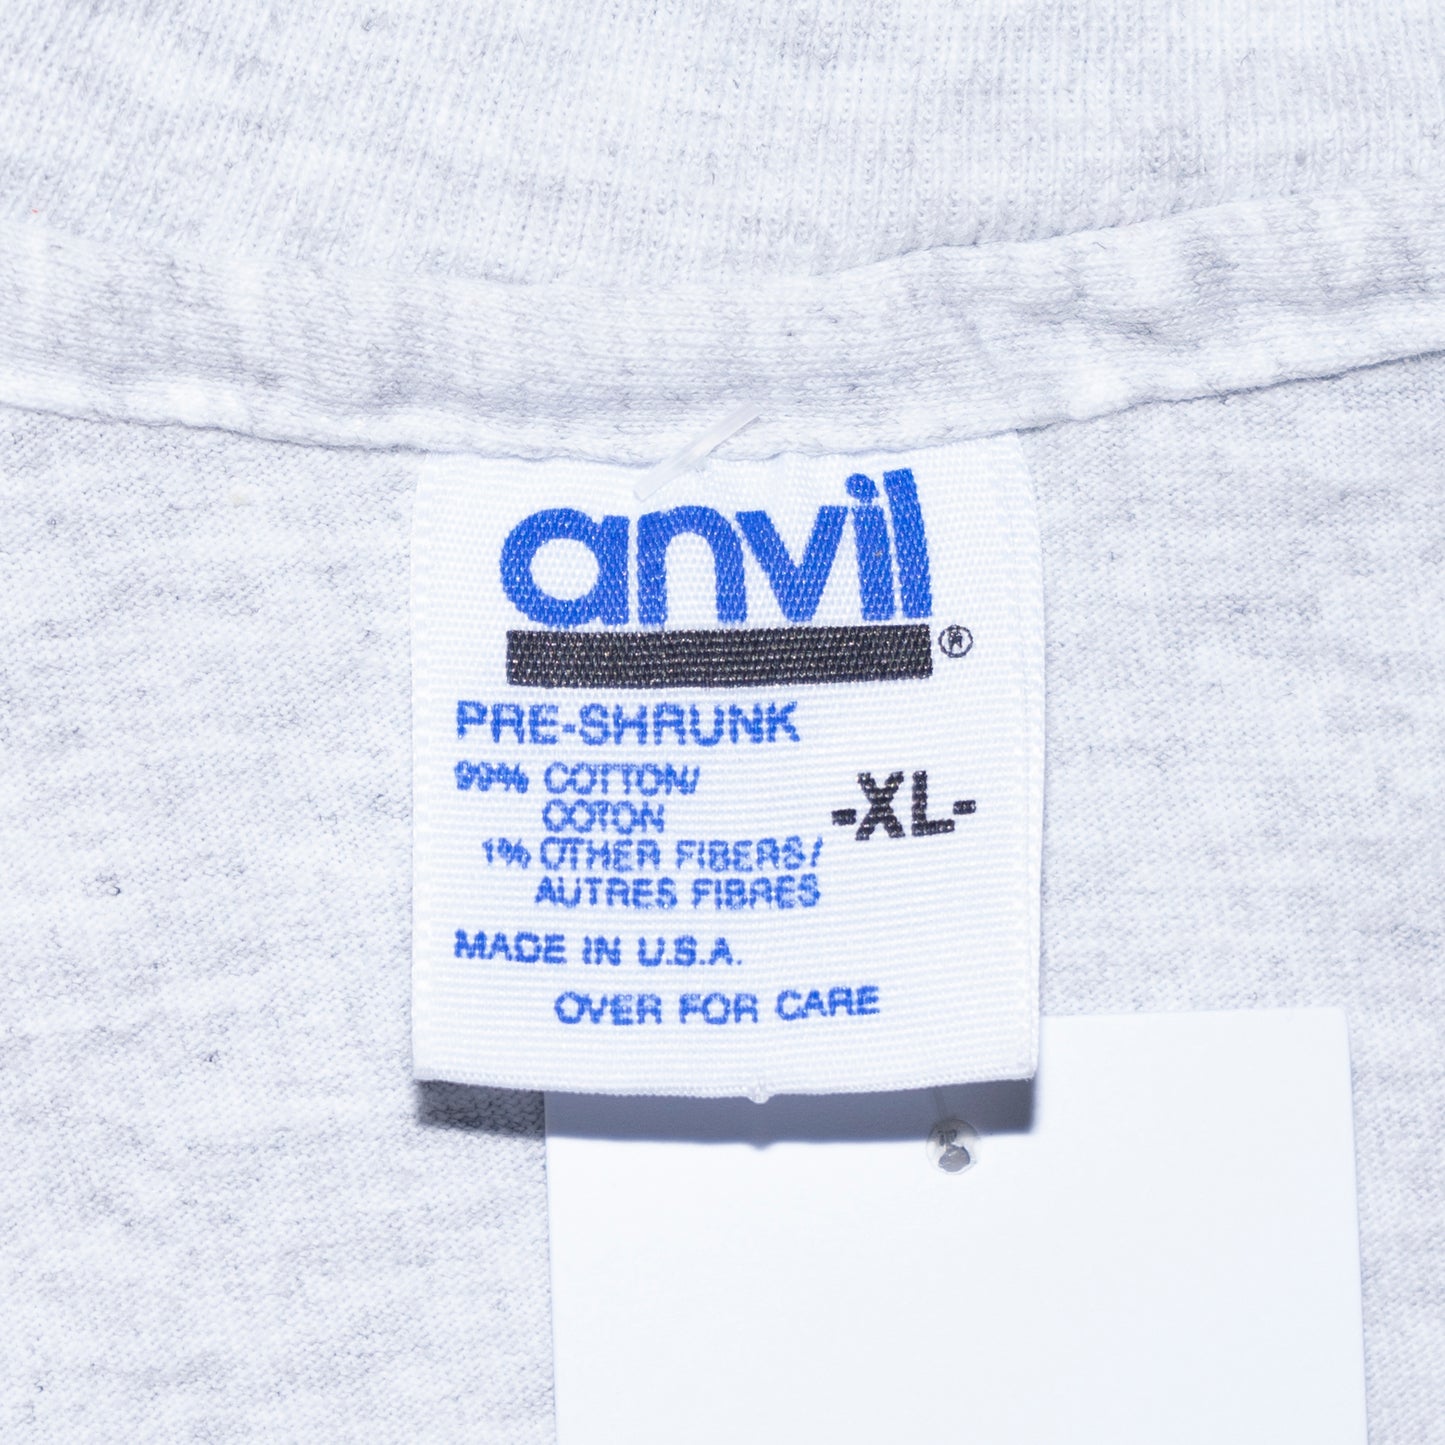 anvil®
PRE-SHRUNK
99% COTTON/
COTON
1% OTHER FIBERS/
AUTRES FIBRES
-XL-
MADE IN U.S.A.
OVER FOR CARE